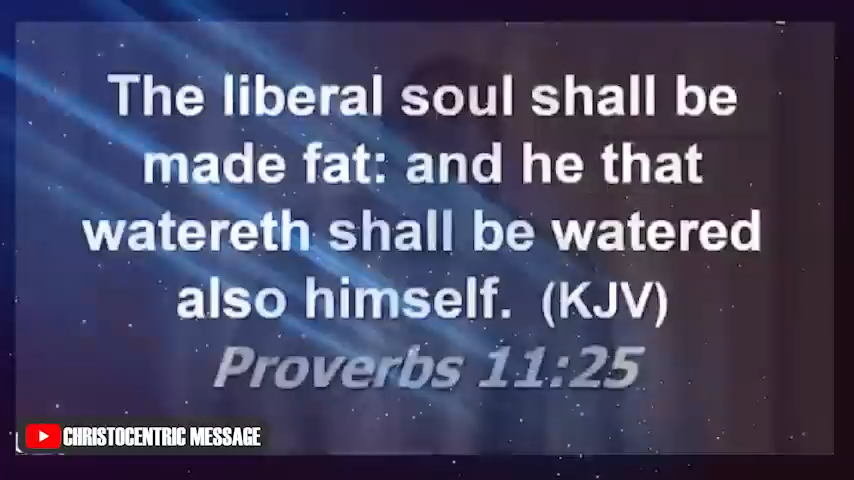 The liberal soul shall be
made fat: and he that
watereth shall be watered
also himself. (KJV)
Proverbs 11:25
CHRISTOCENTRIC MESSAGE